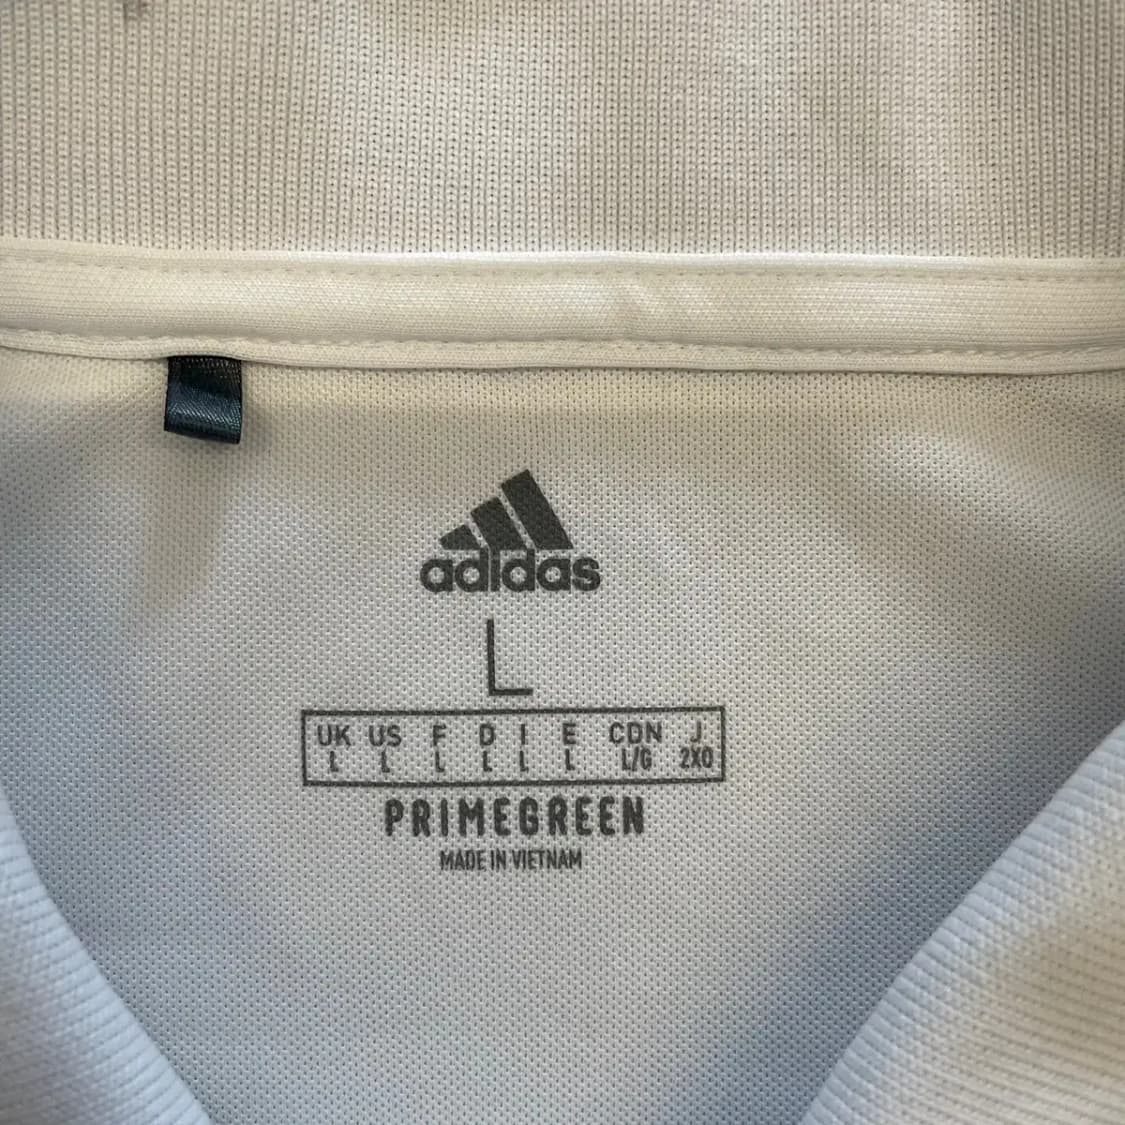 adidas
L
UK US F D I E CDN J
L L L L L L L/G 2XO
PRIMEGREEN
MADE IN VIETNAM